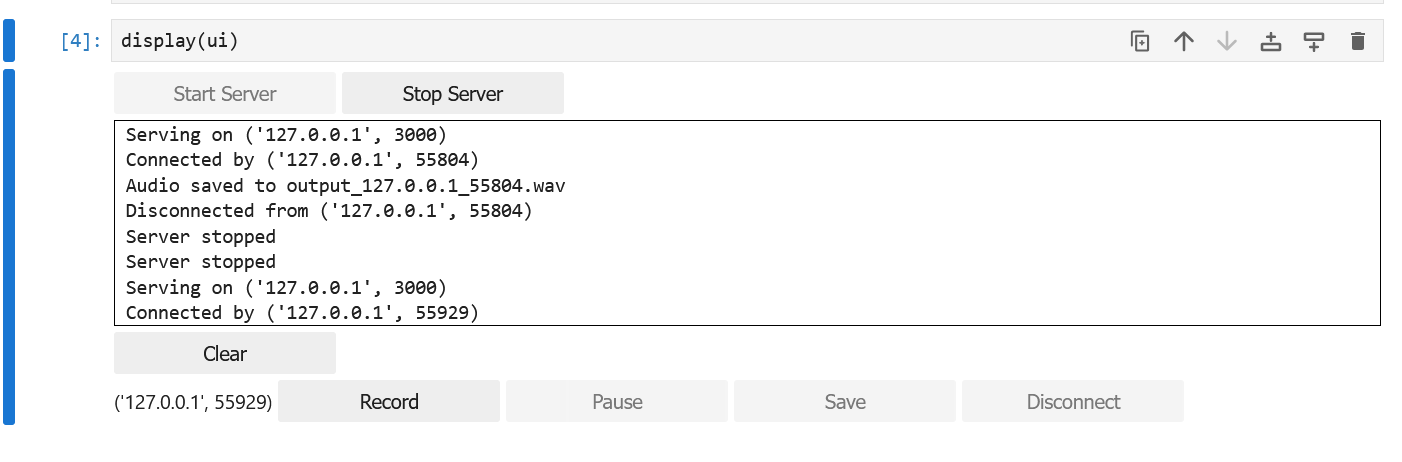 [4]: display(ui)
Start Server Stop Server
Serving on ('127.0.0.1', 3000)
Connected by ('127.0.0.1', 55804)
Audio saved to output_127.0.0.1_55804.wav
Disconnected from ('127.0.0.1', 55804)
Server stopped
Server stopped
Serving on ('127.0.0.1', 3000)
Connected by ('127.0.0.1', 55929)
Clear
('127.0.0.1', 55929) Record Pause Save Disconnect